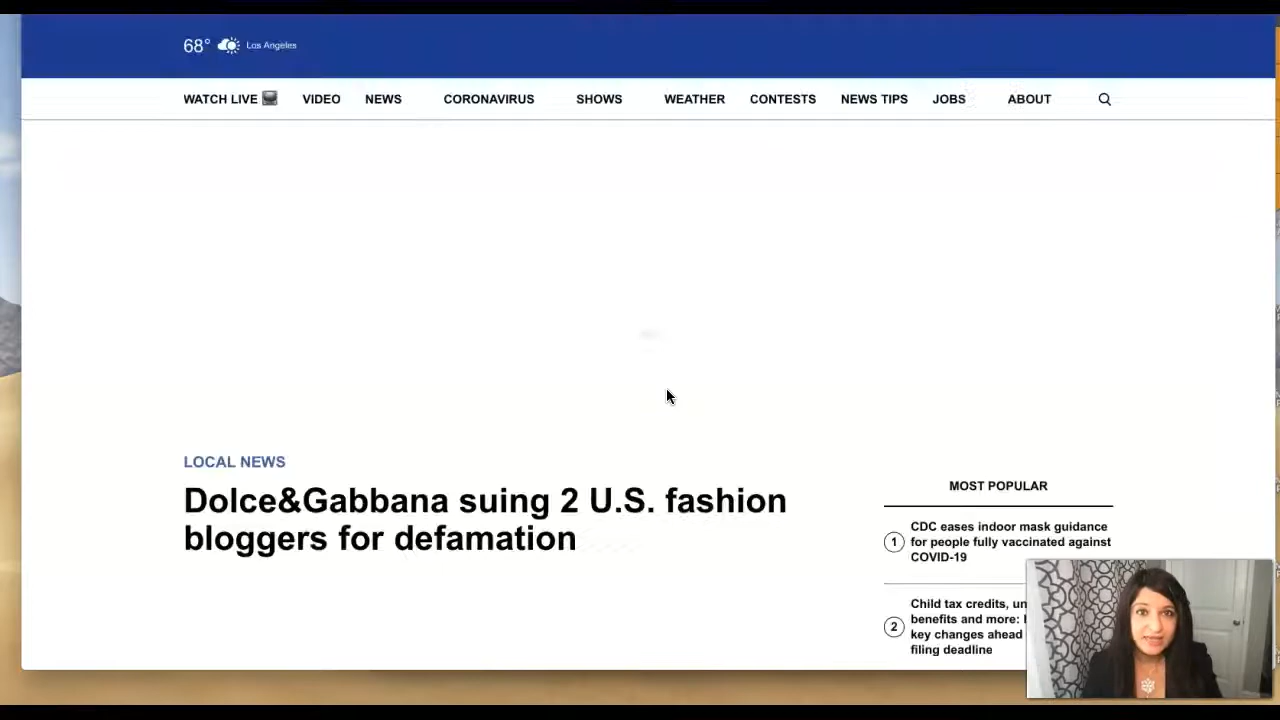 68° Los Angeles
WATCH LIVE VIDEO NEWS CORONAVIRUS SHOWS WEATHER CONTESTS NEWS TIPS JOBS ABOUT
LOCAL NEWS
Dolce&Gabbana suing 2 U.S. fashion
bloggers for defamation
MOST POPULAR
1
CDC eases indoor mask guidance
for people fully vaccinated against
COVID-19
2
Child tax credits,
benefits and more:
key changes ahead
filing deadline